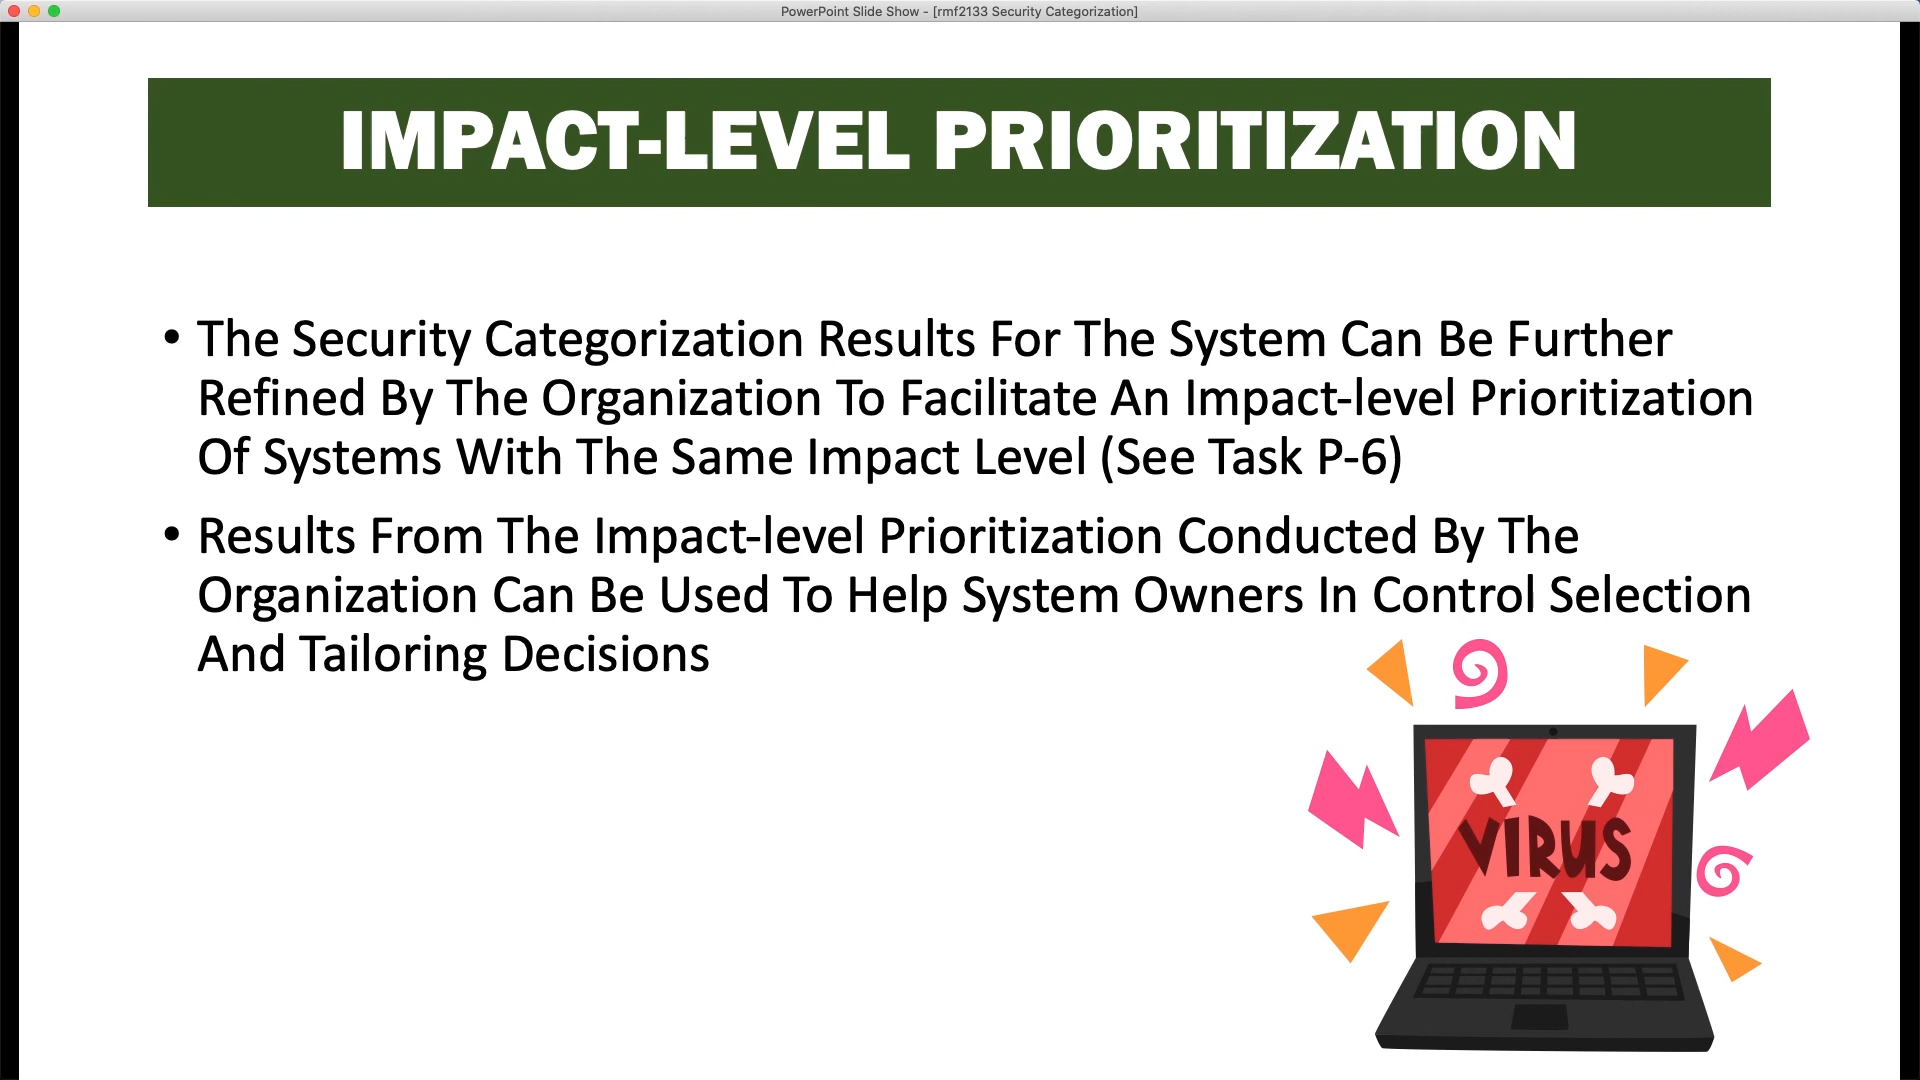 PowerPoint Slide Show - [rmf2133 Security Categorization]
IMPACT-LEVEL PRIORITIZATION
• The Security Categorization Results For The System Can Be Further
Refined By The Organization To Facilitate An Impact-level Prioritization
Of Systems With The Same Impact Level (See Task P-6)
• Results From The Impact-level Prioritization Conducted By The
Organization Can Be Used To Help System Owners In Control Selection
And Tailoring Decisions
VIRUS